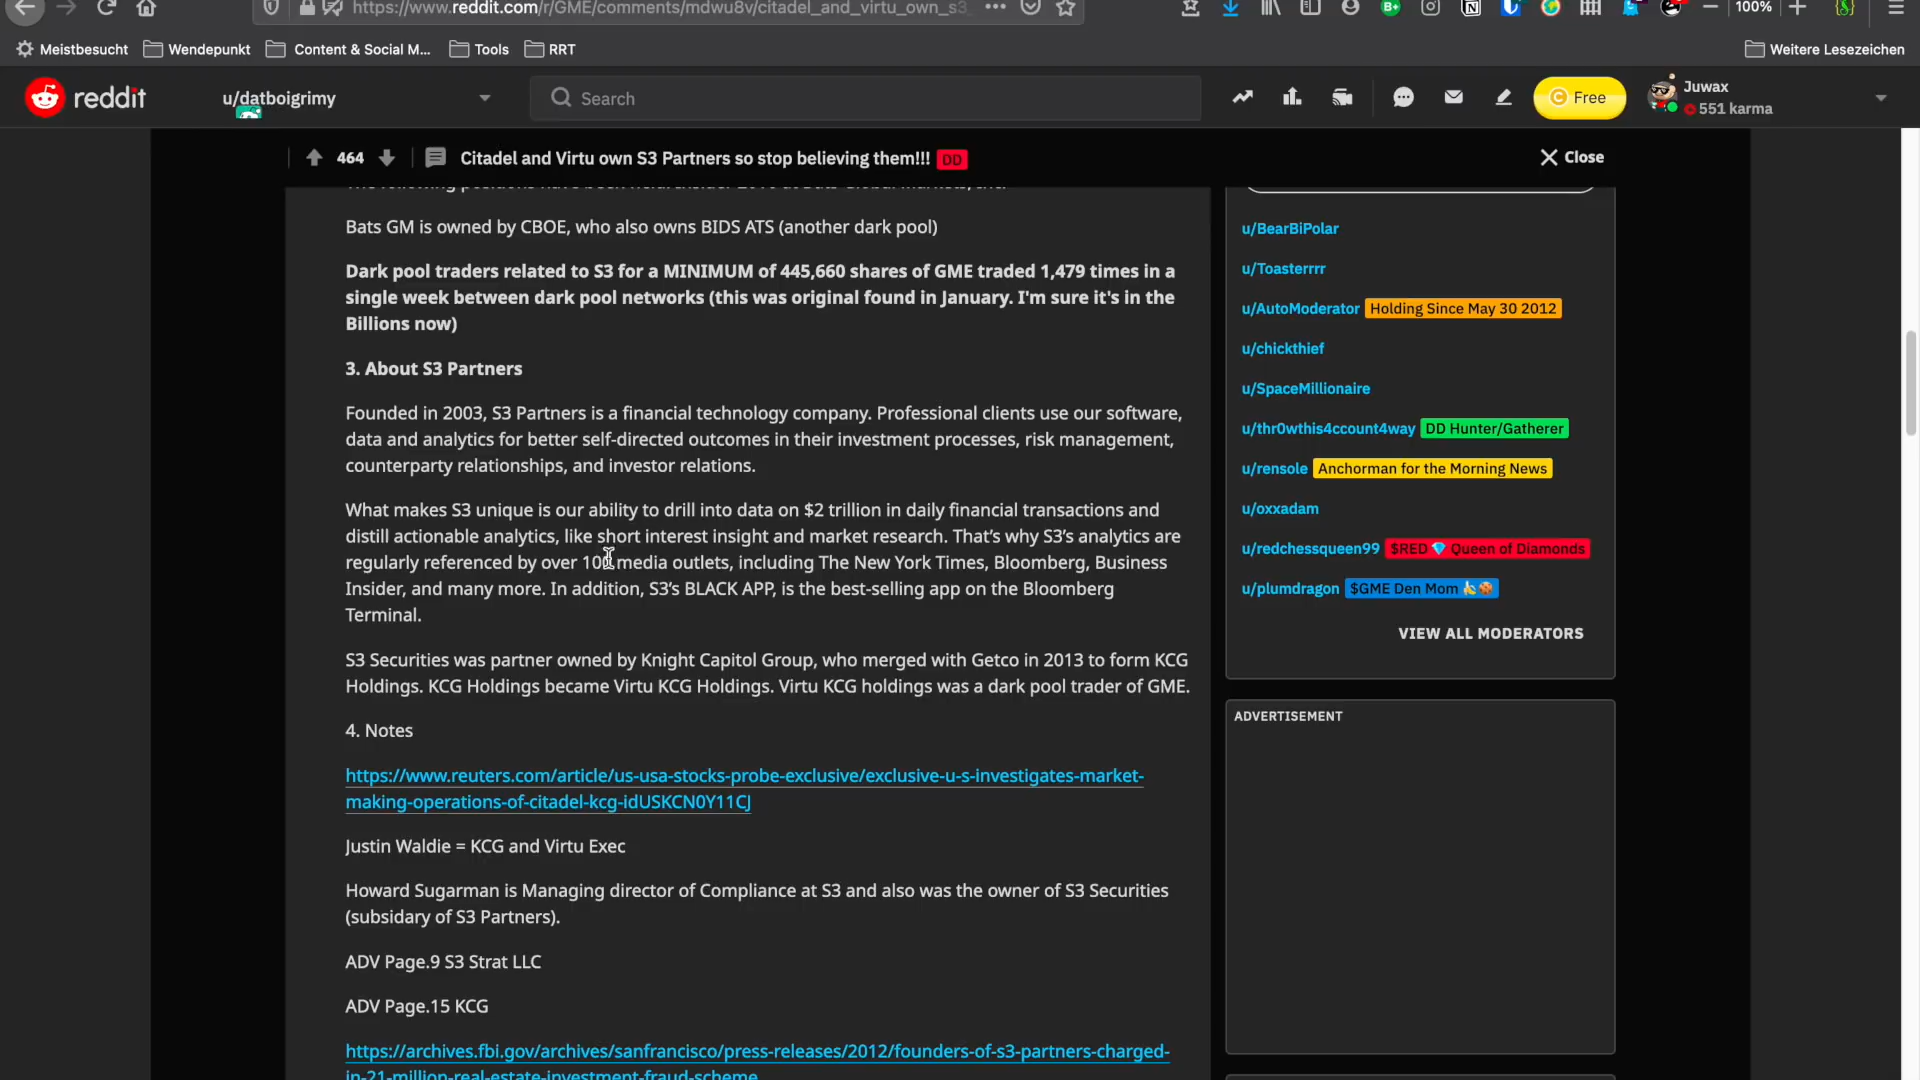 https://www.reddit.com/r/GME/comments/mdwu8v/citadel_and_virtu_own_s3_
100%
Meistbesucht
Wendepunkt
Content & Social M...
Tools
RRT
Weitere Lesezeichen
reddit
u/datboigrimy
Search
Free
Juwax
551 karma
464
Citadel and Virtu own S3 Partners so stop believing them!!! DD
Close
Bats GM is owned by CBOE, who also owns BIDS ATS (another dark pool)
Dark pool traders related to S3 for a MINIMUM of 445,660 shares of GME traded 1,479 times in a
single week between dark pool networks (this was original found in January. I'm sure it's in the
Billions now)
3. About S3 Partners
Founded in 2003, S3 Partners is a financial technology company. Professional clients use our software,
data and analytics for better self-directed outcomes in their investment processes, risk management,
counterparty relationships, and investor relations.
What makes S3 unique is our ability to drill into data on $2 trillion in daily financial transactions and
distill actionable analytics, like short interest insight and market research. That's why S3's analytics are
regularly referenced by over 100 media outlets, including The New York Times, Bloomberg, Business
Insider, and many more. In addition, S3's BLACK APP, is the best-selling app on the Bloomberg
Terminal.
S3 Securities was partner owned by Knight Capitol Group, who merged with Getco in 2013 to form KCG
Holdings. KCG Holdings became Virtu KCG Holdings. Virtu KCG holdings was a dark pool trader of GME.
4. Notes
https://www.reuters.com/article/us-usa-stocks-probe-exclusive/exclusive-u-s-investigates-market-
making-operations-of-citadel-kcg-idUSKCN0Y11CJ
Justin Waldie = KCG and Virtu Exec
Howard Sugarman is Managing director of Compliance at S3 and also was the owner of S3 Securities
(subsidary of S3 Partners).
ADV Page.9 S3 Strat LLC
ADV Page.15 KCG
https://archives.fbi.gov/archives/sanfrancisco/press-releases/2012/founders-of-s3-partners-charged-
in-21-million-real-estate-investment-fraud-scheme
u/BearBiPolar
u/Toasterrrr
u/AutoModerator Holding Since May 30 2012
u/chickthief
u/SpaceMillionaire
u/thr0wthis4ccount4way DD Hunter/Gatherer
u/rensole Anchorman for the Morning News
u/oxxadam
u/redchessqueen99 $RED 💎 Queen of Diamonds
u/plumdragon $GME Den Mom 🍌
VIEW ALL MODERATORS
ADVERTISEMENT